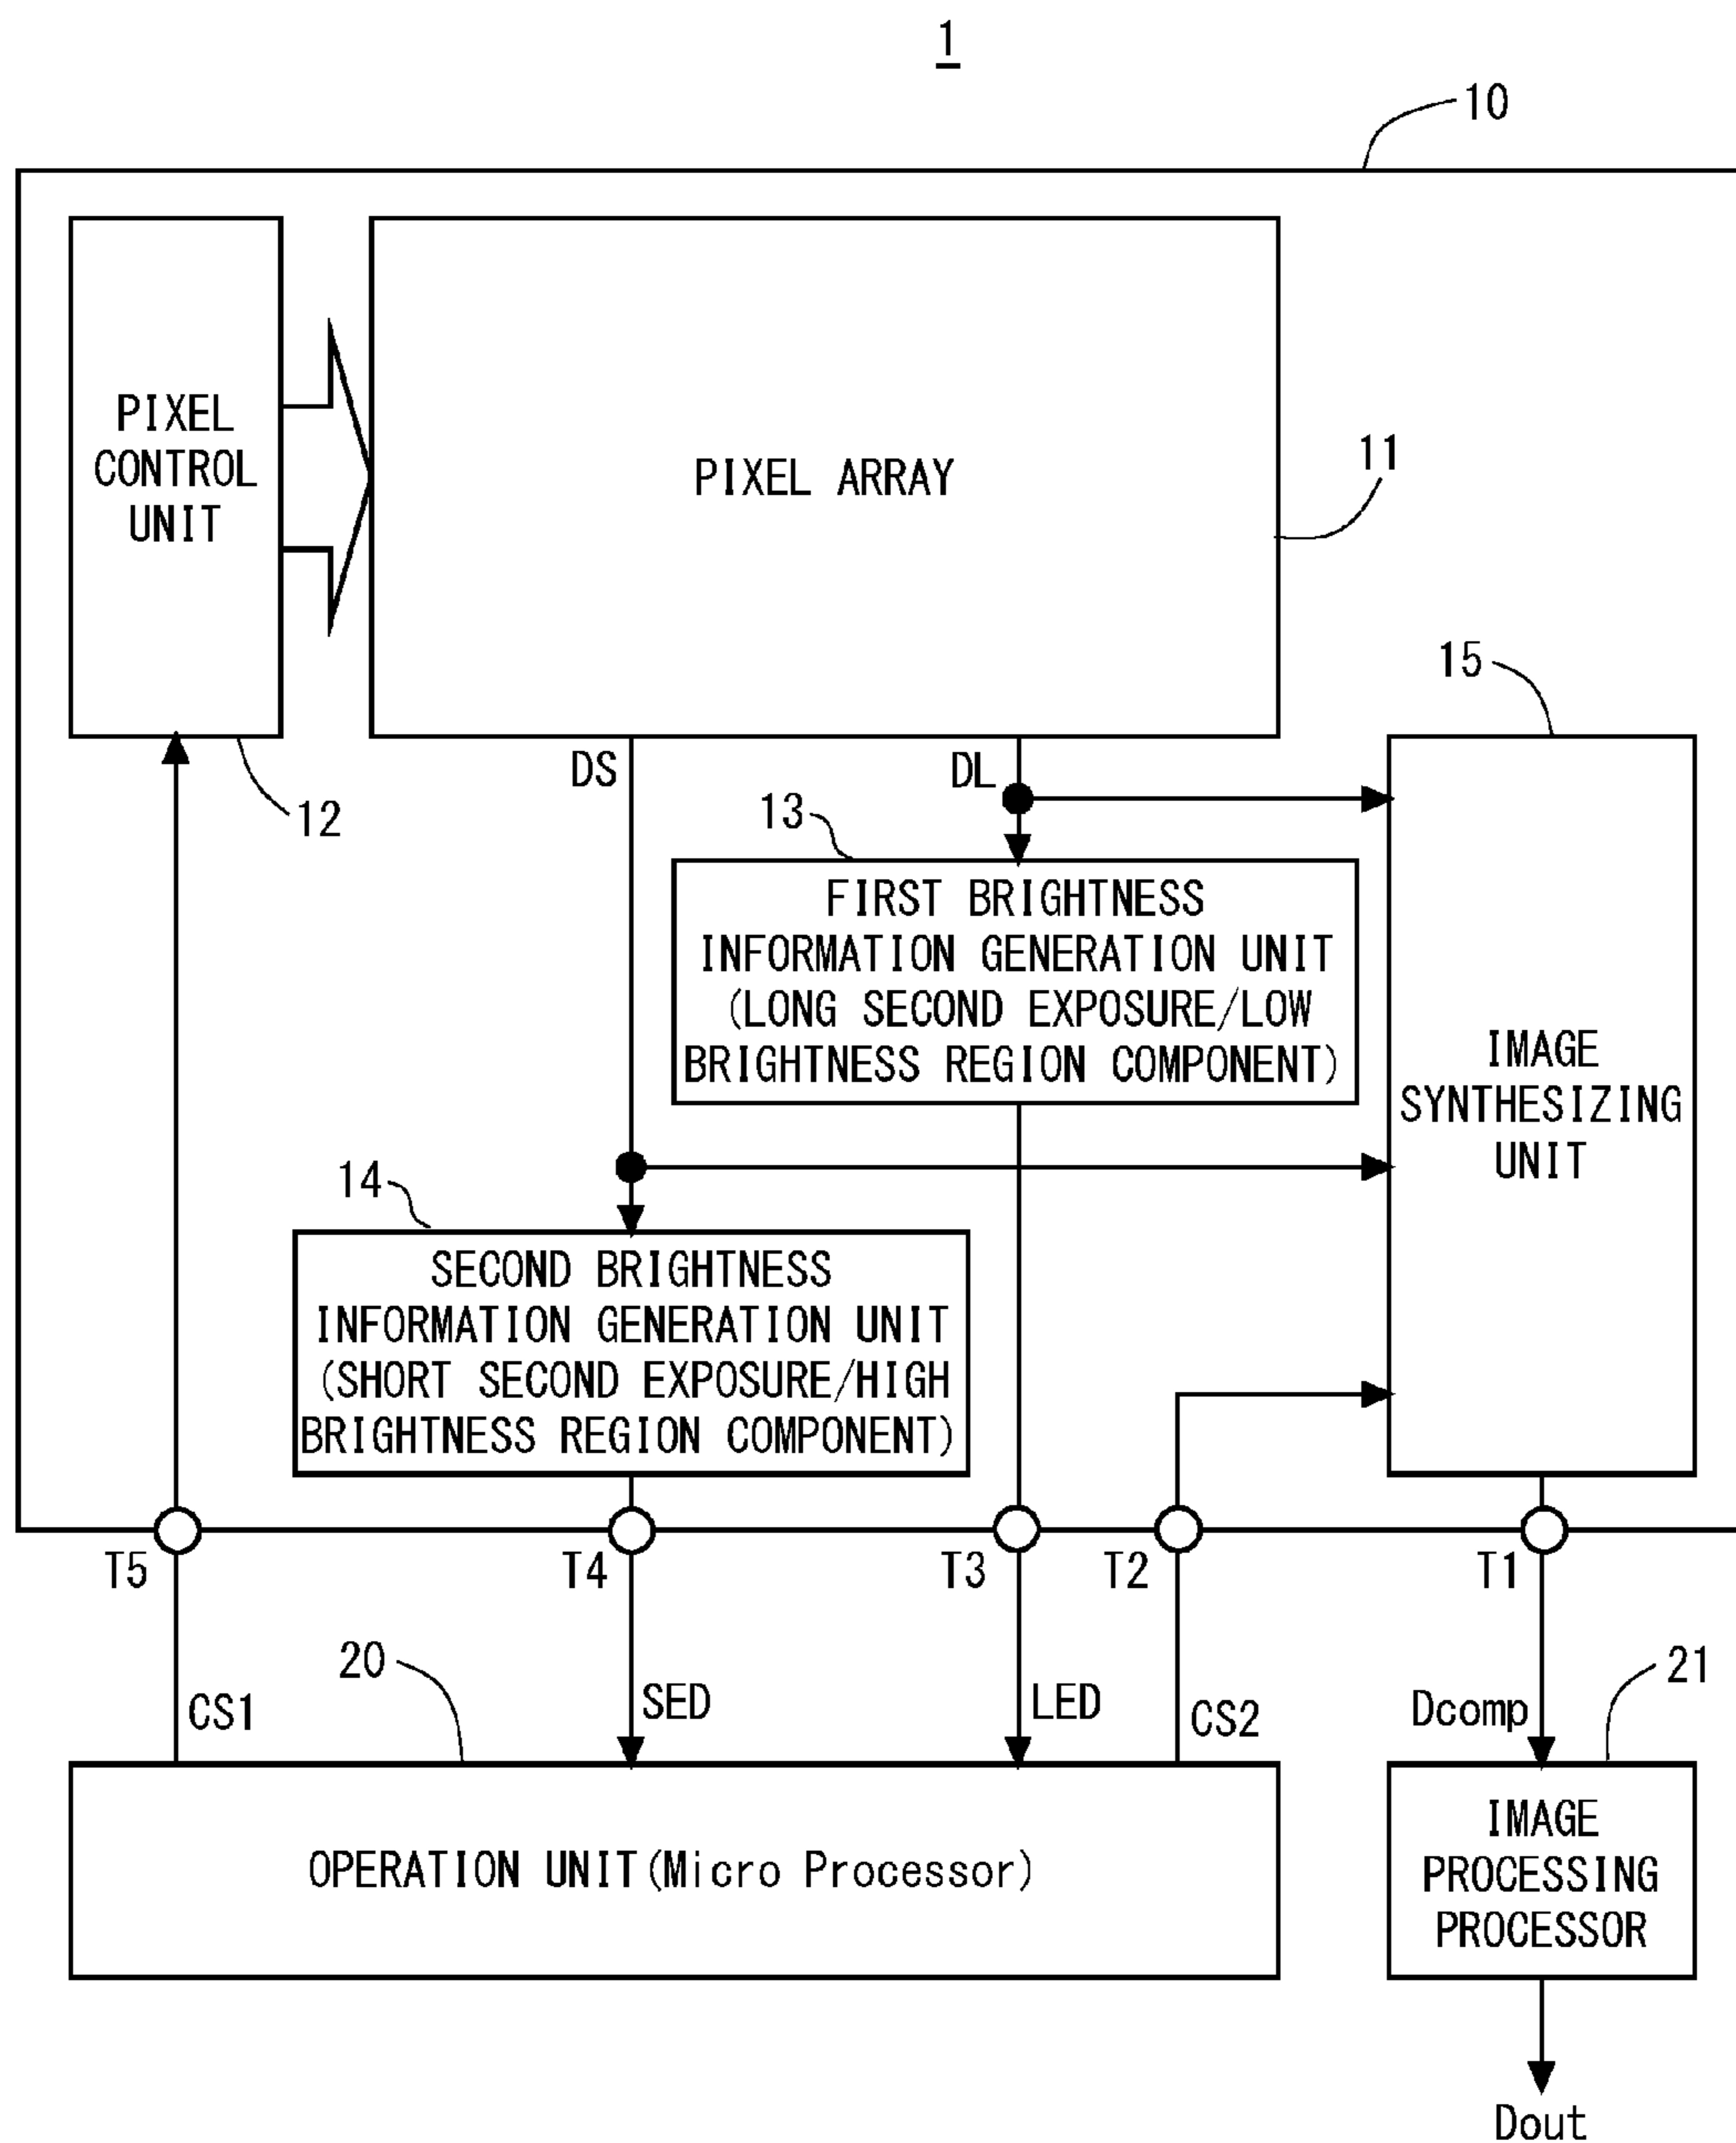 1
10
PIXEL
CONTROL
UNIT
PIXEL ARRAY
11
15
DS
DL
12
13
FIRST BRIGHTNESS
INFORMATION GENERATION UNIT
(LONG SECOND EXPOSURE/LOW
BRIGHTNESS REGION COMPONENT)
IMAGE
SYNTHESIZING
UNIT
14
SECOND BRIGHTNESS
INFORMATION GENERATION UNIT
(SHORT SECOND EXPOSURE/HIGH
BRIGHTNESS REGION COMPONENT)
T5
T4
T3
T2
T1
20
21
CS1
SED
LED
CS2
Dcomp
OPERATION UNIT(Micro Processor)
IMAGE
PROCESSING
PROCESSOR
Dout